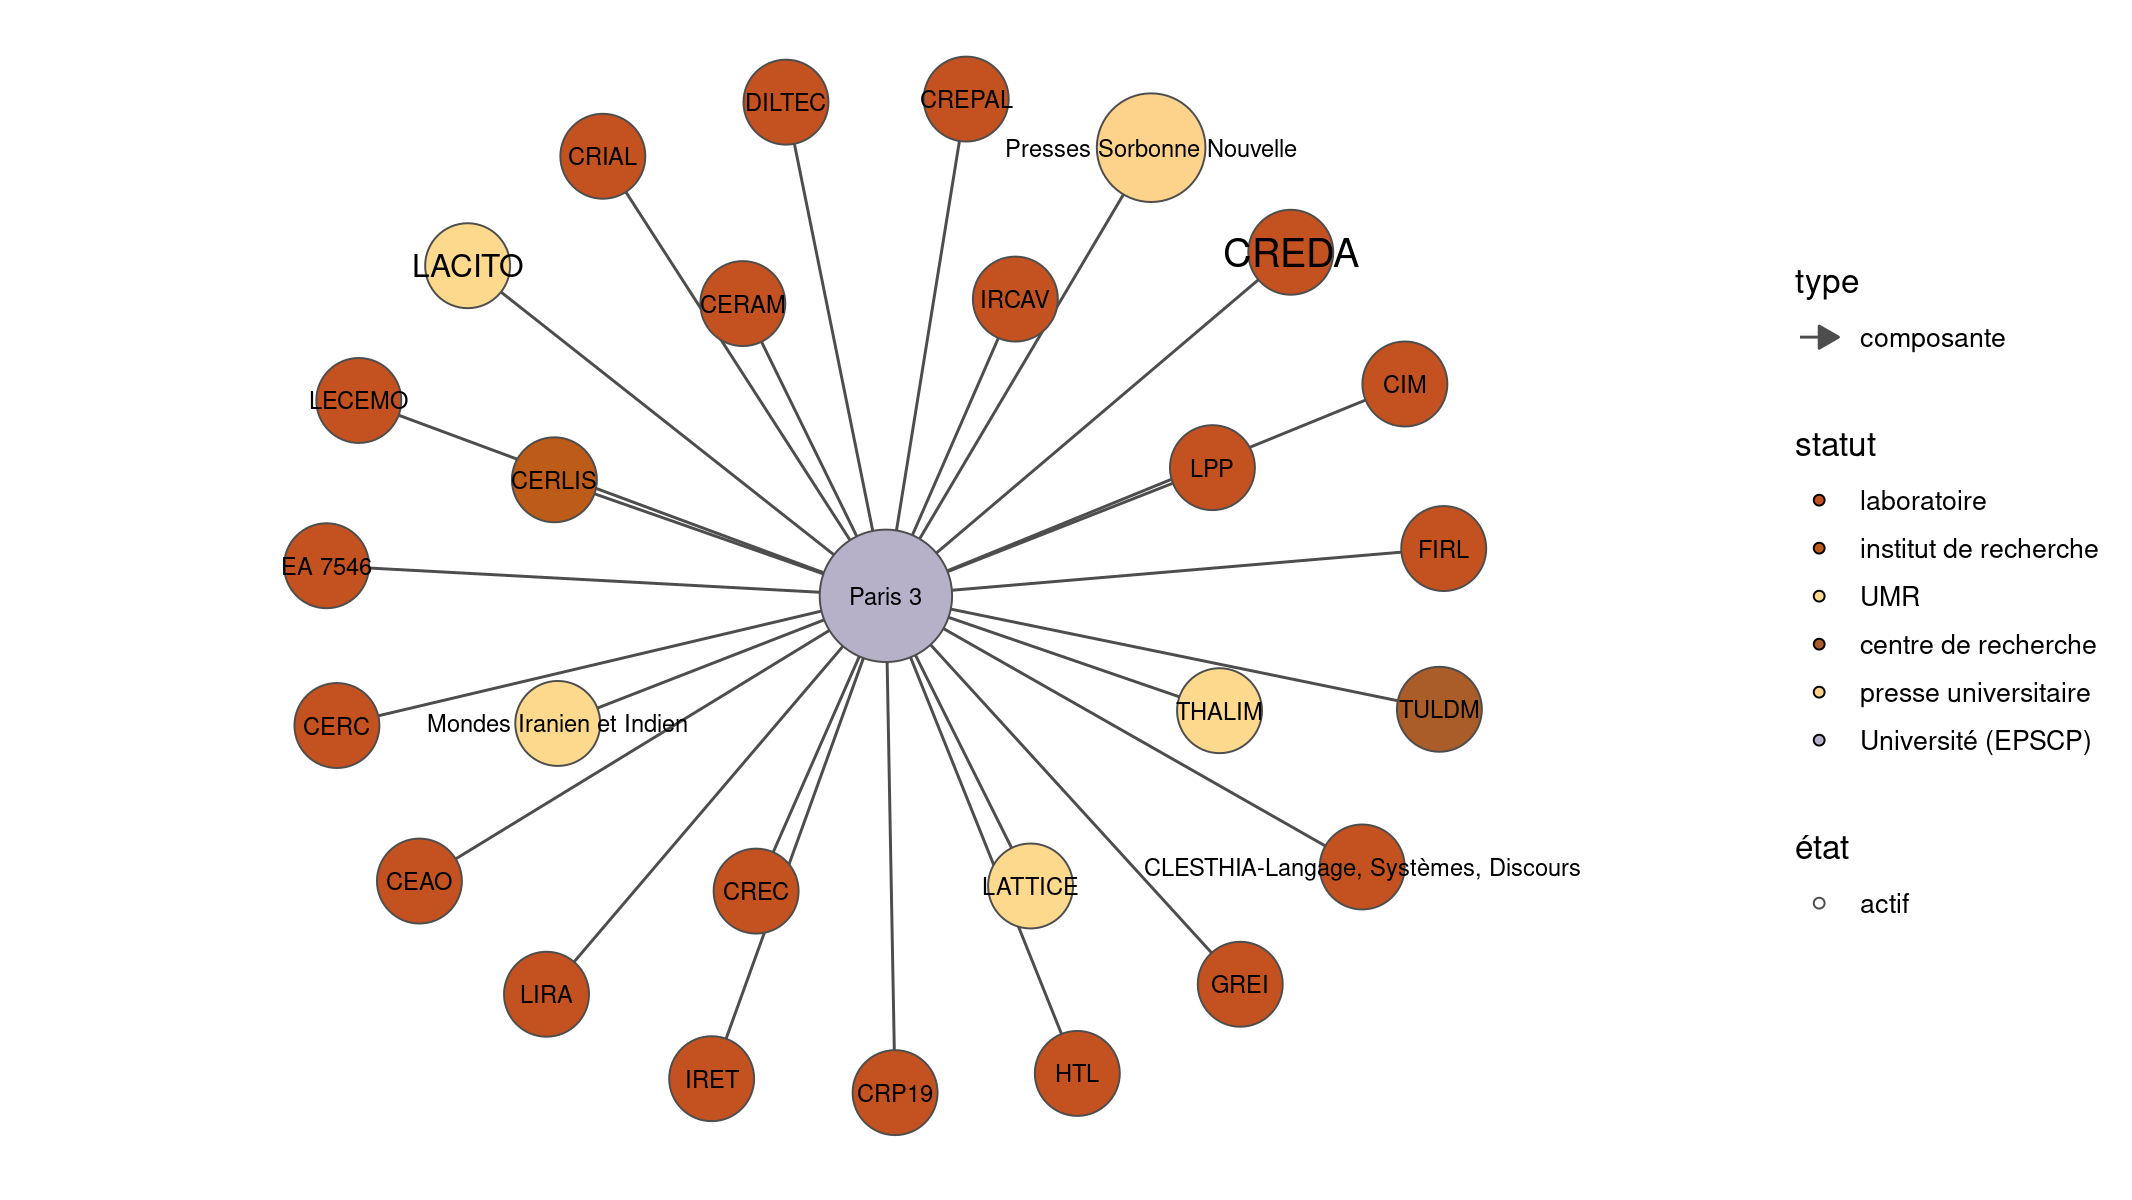 DILTEC
CREPAL
CRIAL
Presses Sorbonne Nouvelle
LACITO
CREDA
CERAM
IRCAV
LECEMO
CIM
CERLIS
LPP
EA 7546
FIRL
Paris 3
CERC
Mondes Iranien et Indien
THALIM
TULDM
CEAO
CREC
LATTICE
CLESTHIA-Langage, Systèmes, Discours
LIRA
GREI
IRET
CRP19
HTL
type
composante
statut
laboratoire
institut de recherche
UMR
centre de recherche
presse universitaire
Université (EPSCP)
état
actif